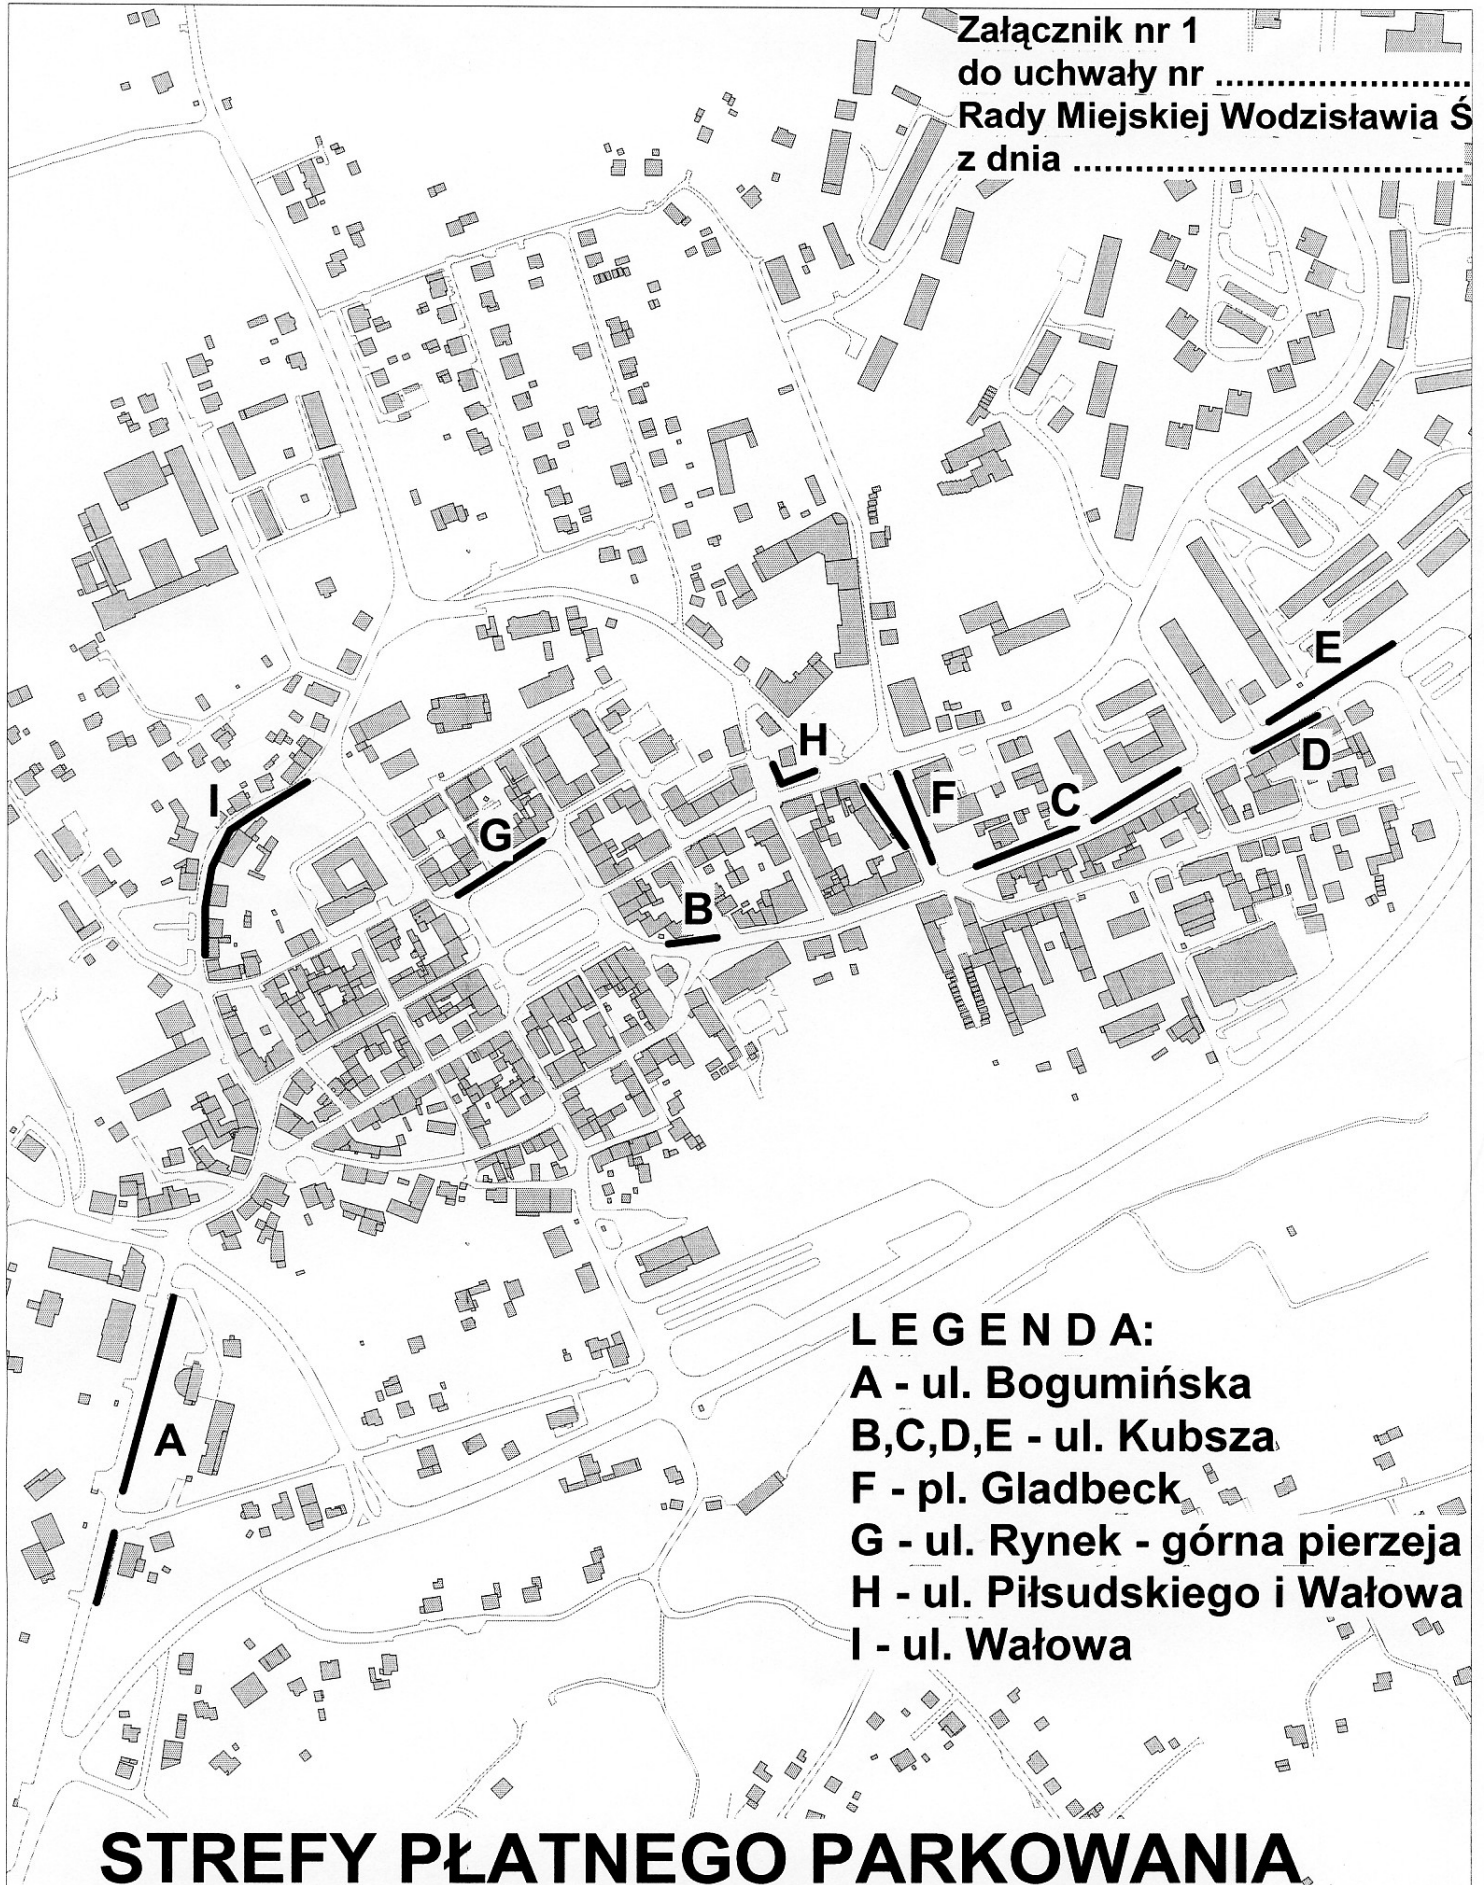 Załącznik nr 1
do uchwały nr ..........................
Rady Miejskiej Wodzisławia Ś
z dnia ......................................
E
D
H
I
F
C
G
B
A
L E G E N D A:
A - ul. Bogumińska
B,C,D,E - ul. Kubsza
F - pl. Gladbeck
G - ul. Rynek - górna pierzeja
H - ul. Piłsudskiego i Wałowa
I - ul. Wałowa
STREFY PŁATNEGO PARKOWANIA